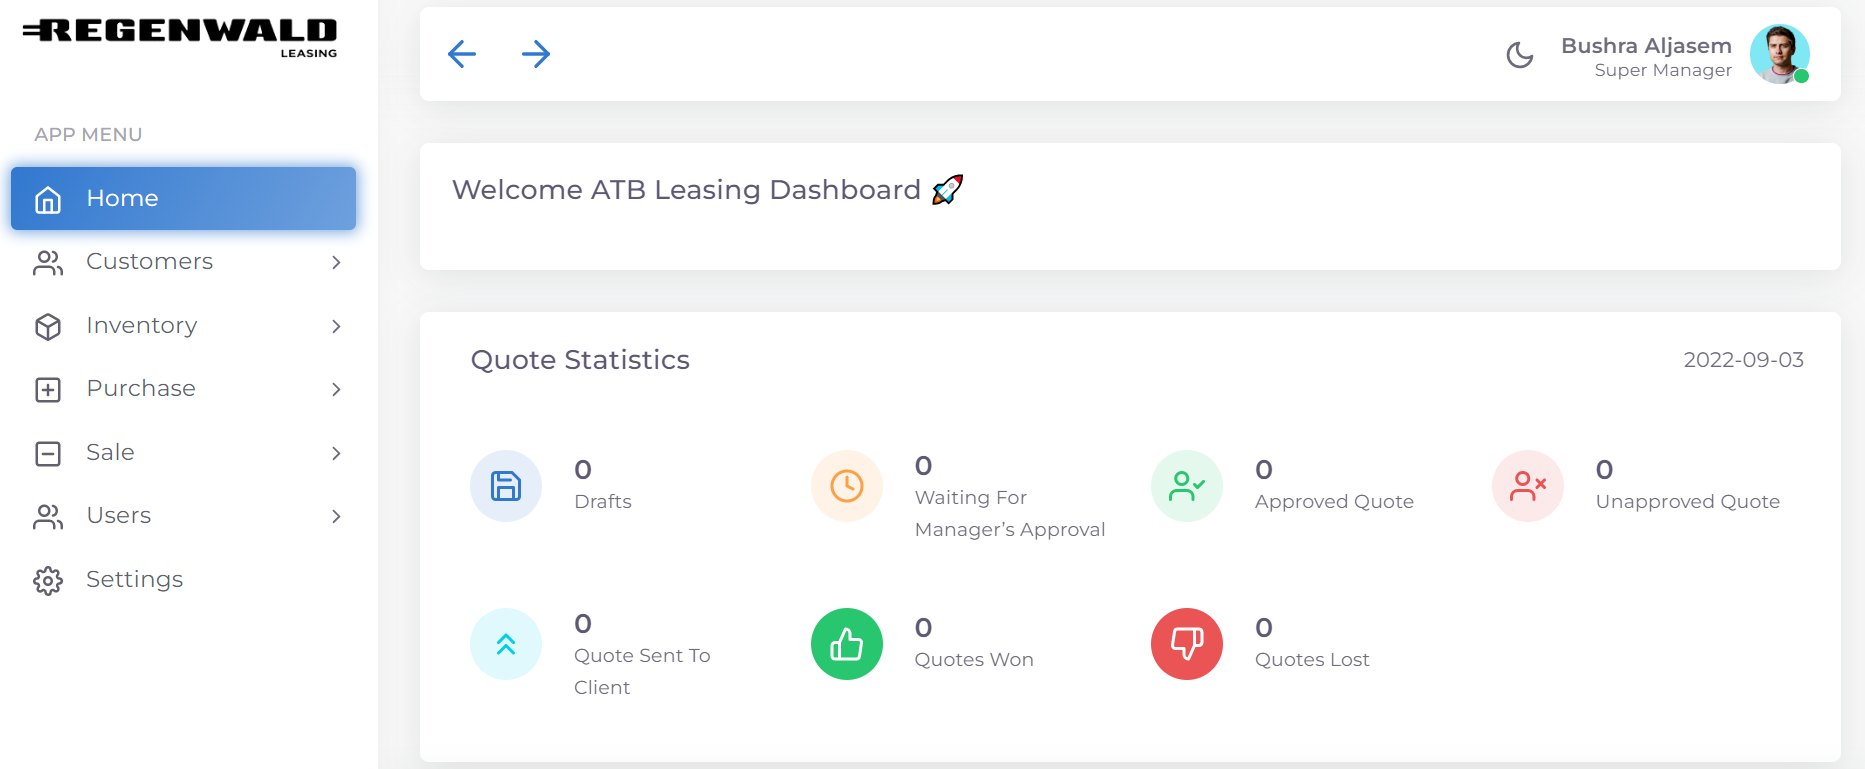 REGENWALD
LEASING
APP MENU
Home
Customers
Inventory
Purchase
Sale
Users
Settings
Bushra Aljasem
Super Manager
Welcome ATB Leasing Dashboard 🚀
Quote Statistics
2022-09-03
0
Drafts
0
Waiting For
Manager’s Approval
0
Approved Quote
0
Unapproved Quote
0
Quote Sent To
Client
0
Quotes Won
0
Quotes Lost